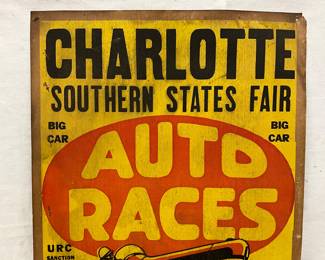 CHARLOTTE
SOUTHERN STATES FAIR
BIG CAR
BIG CAR
AUTO
RACES
URC
SANCTION